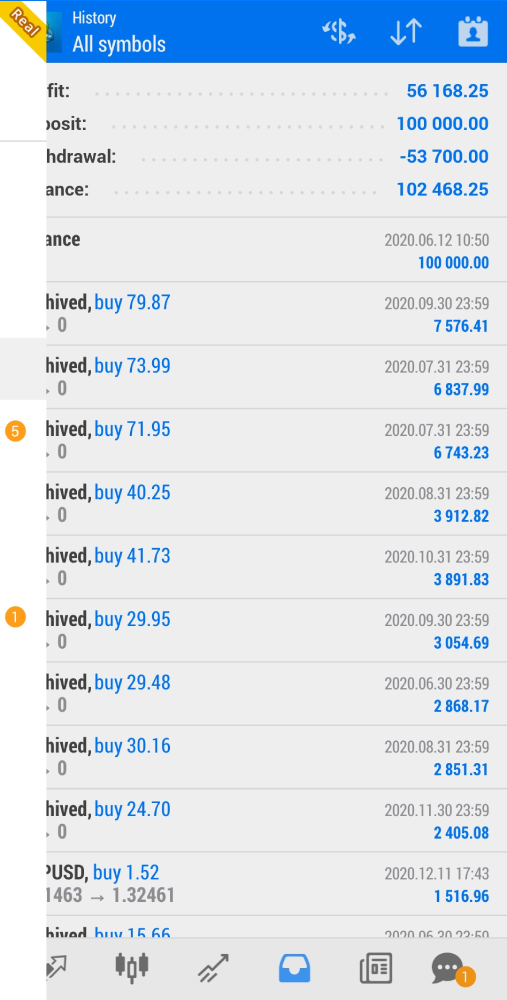 Real
History
All symbols
fit: 56 168.25
osit: 100 000.00
hdrawal: -53 700.00
ance: 102 468.25
ance 2020.06.12 10:50
100 000.00
hived, buy 79.87 2020.09.30 23:59
0 7 576.41
hived, buy 73.99 2020.07.31 23:59
0 6 837.99
5
hived, buy 71.95 2020.07.31 23:59
0 6 743.23
hived, buy 40.25 2020.08.31 23:59
0 3 912.82
hived, buy 41.73 2020.10.31 23:59
0 3 891.83
1
hived, buy 29.95 2020.09.30 23:59
0 3 054.69
hived, buy 29.48 2020.06.30 23:59
0 2 868.17
hived, buy 30.16 2020.08.31 23:59
0 2 851.31
hived, buy 24.70 2020.11.30 23:59
0 2 405.08
PUSD, buy 1.52 2020.12.11 17:43
1463 → 1.32461 1 516.96
hived, buy 15.66 2020.06.30 23:59
1